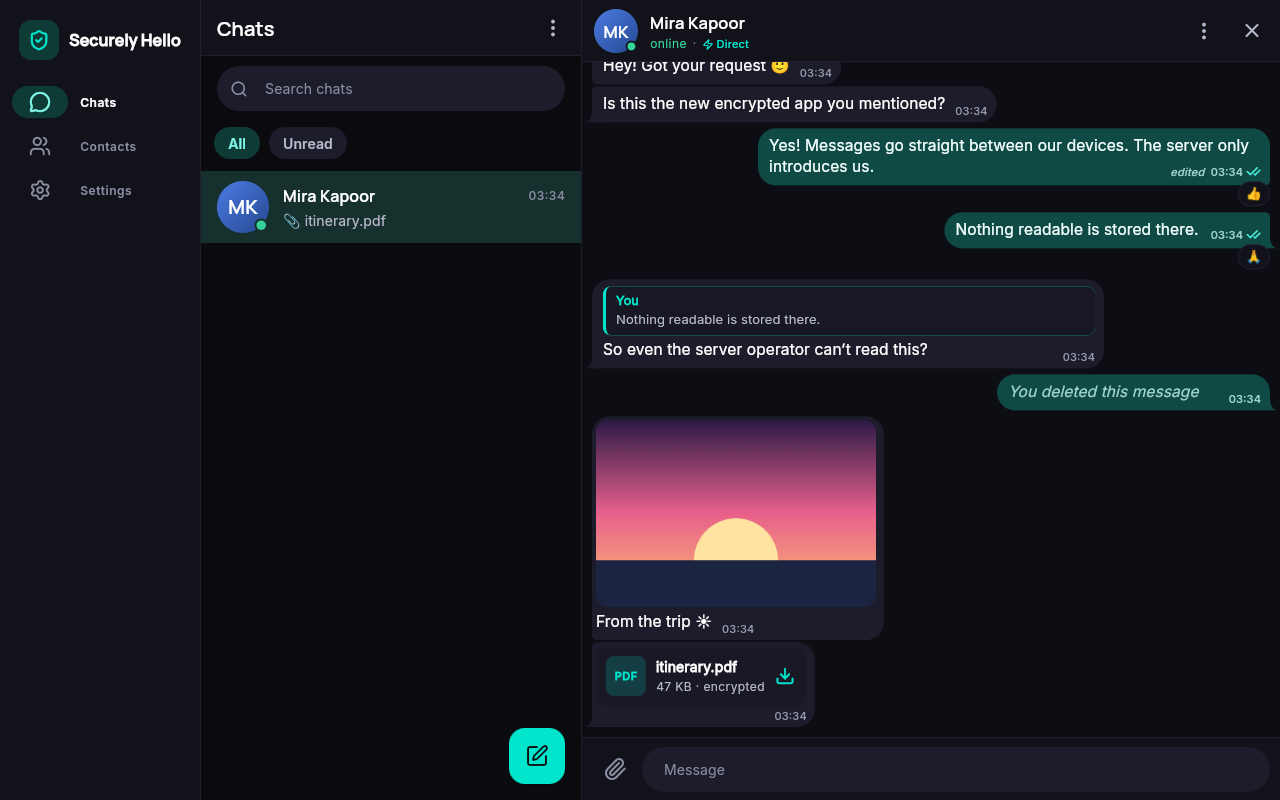 Securely Hello
Chats
Contacts
Settings
Chats
Search chats
All
Unread
MK
Mira Kapoor
03:34
📎 itinerary.pdf
MK
Mira Kapoor
online · Direct
Hey! Got your request 🙂 03:34
Is this the new encrypted app you mentioned? 03:34
Yes! Messages go straight between our devices. The server only
introduces us.
edited 03:34
👍
Nothing readable is stored there. 03:34
🙏
You
Nothing readable is stored there.
So even the server operator can’t read this?
03:34
You deleted this message 03:34
From the trip ☀ 03:34
PDF
itinerary.pdf
47 KB · encrypted
03:34
Message